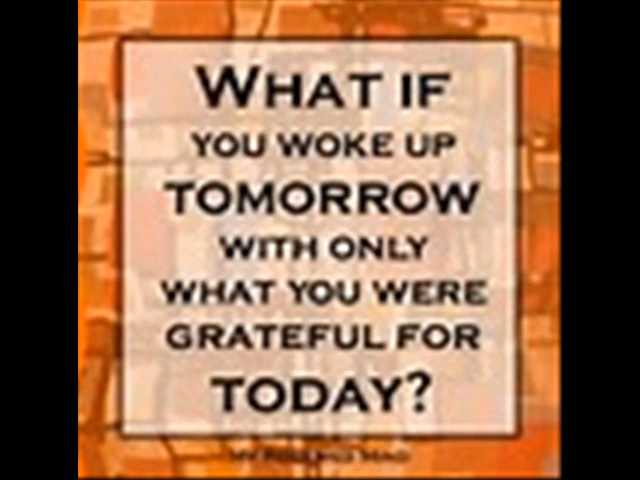 WHAT IF
YOU WOKE UP
TOMORROW
WITH ONLY
WHAT YOU WERE
GRATEFUL FOR
TODAY?